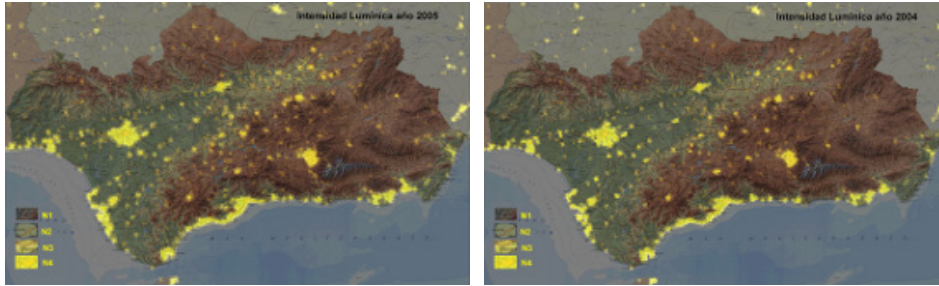 Intensidad Lumínica año 2005
N1
N2
N3
N4
Intensidad Lumínica año 2004
N1
N2
N3
N4